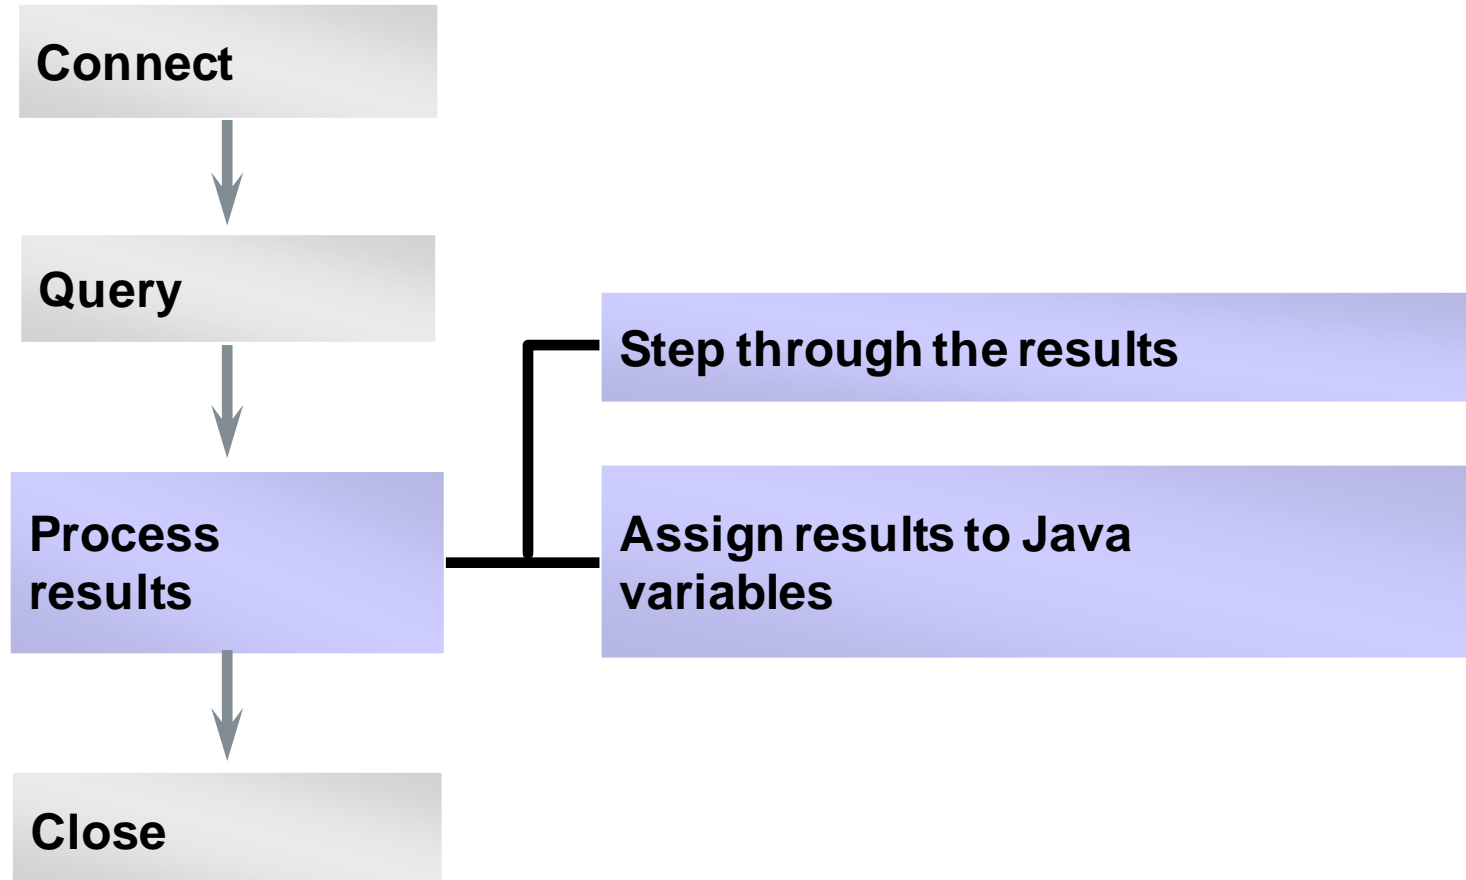 Connect
Query
Step through the results
Process
results
Assign results to Java
variables
Close